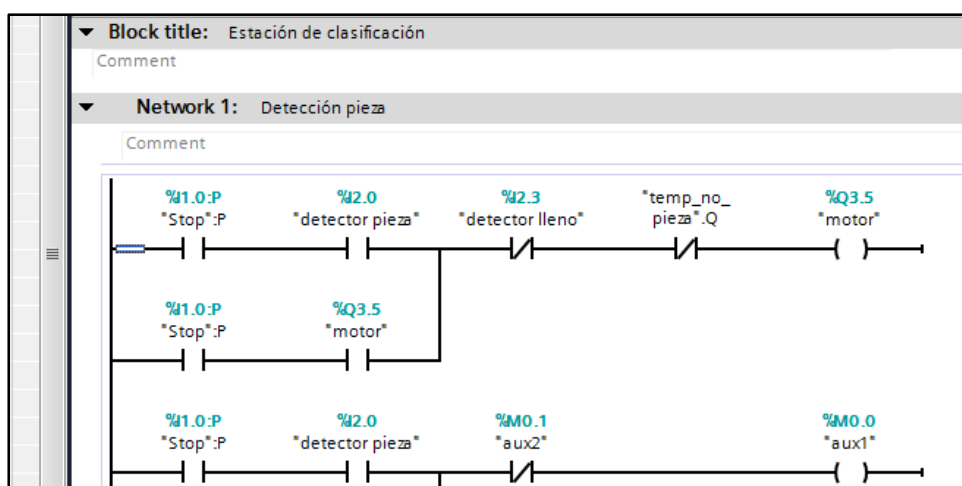 Block title: Estación de clasificación
Comment
Network 1: Detección pieza
Comment
%I1.0:P %I2.0 %I2.3 "temp_no_ %Q3.5
"Stop":P "detector pieza" "detector lleno" pieza".Q "motor"
%I1.0:P %Q3.5
"Stop":P "motor"
%I1.0:P %I2.0 %M0.1 %M0.0
"Stop":P "detector pieza" "aux2" "aux1"